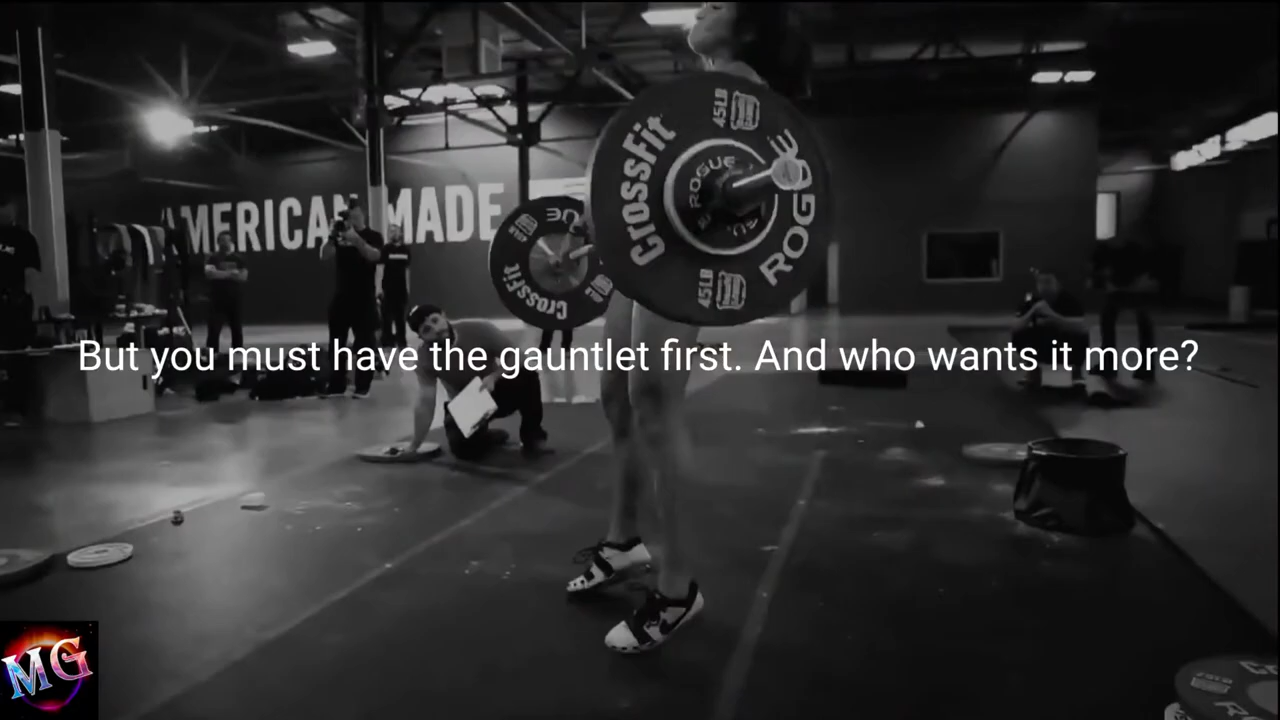 AMERICAN MADE
CrossFit
45LB
ROGUE
45LB
ROGUE
CrossFit
But you must have the gauntlet first. And who wants it more?
MG